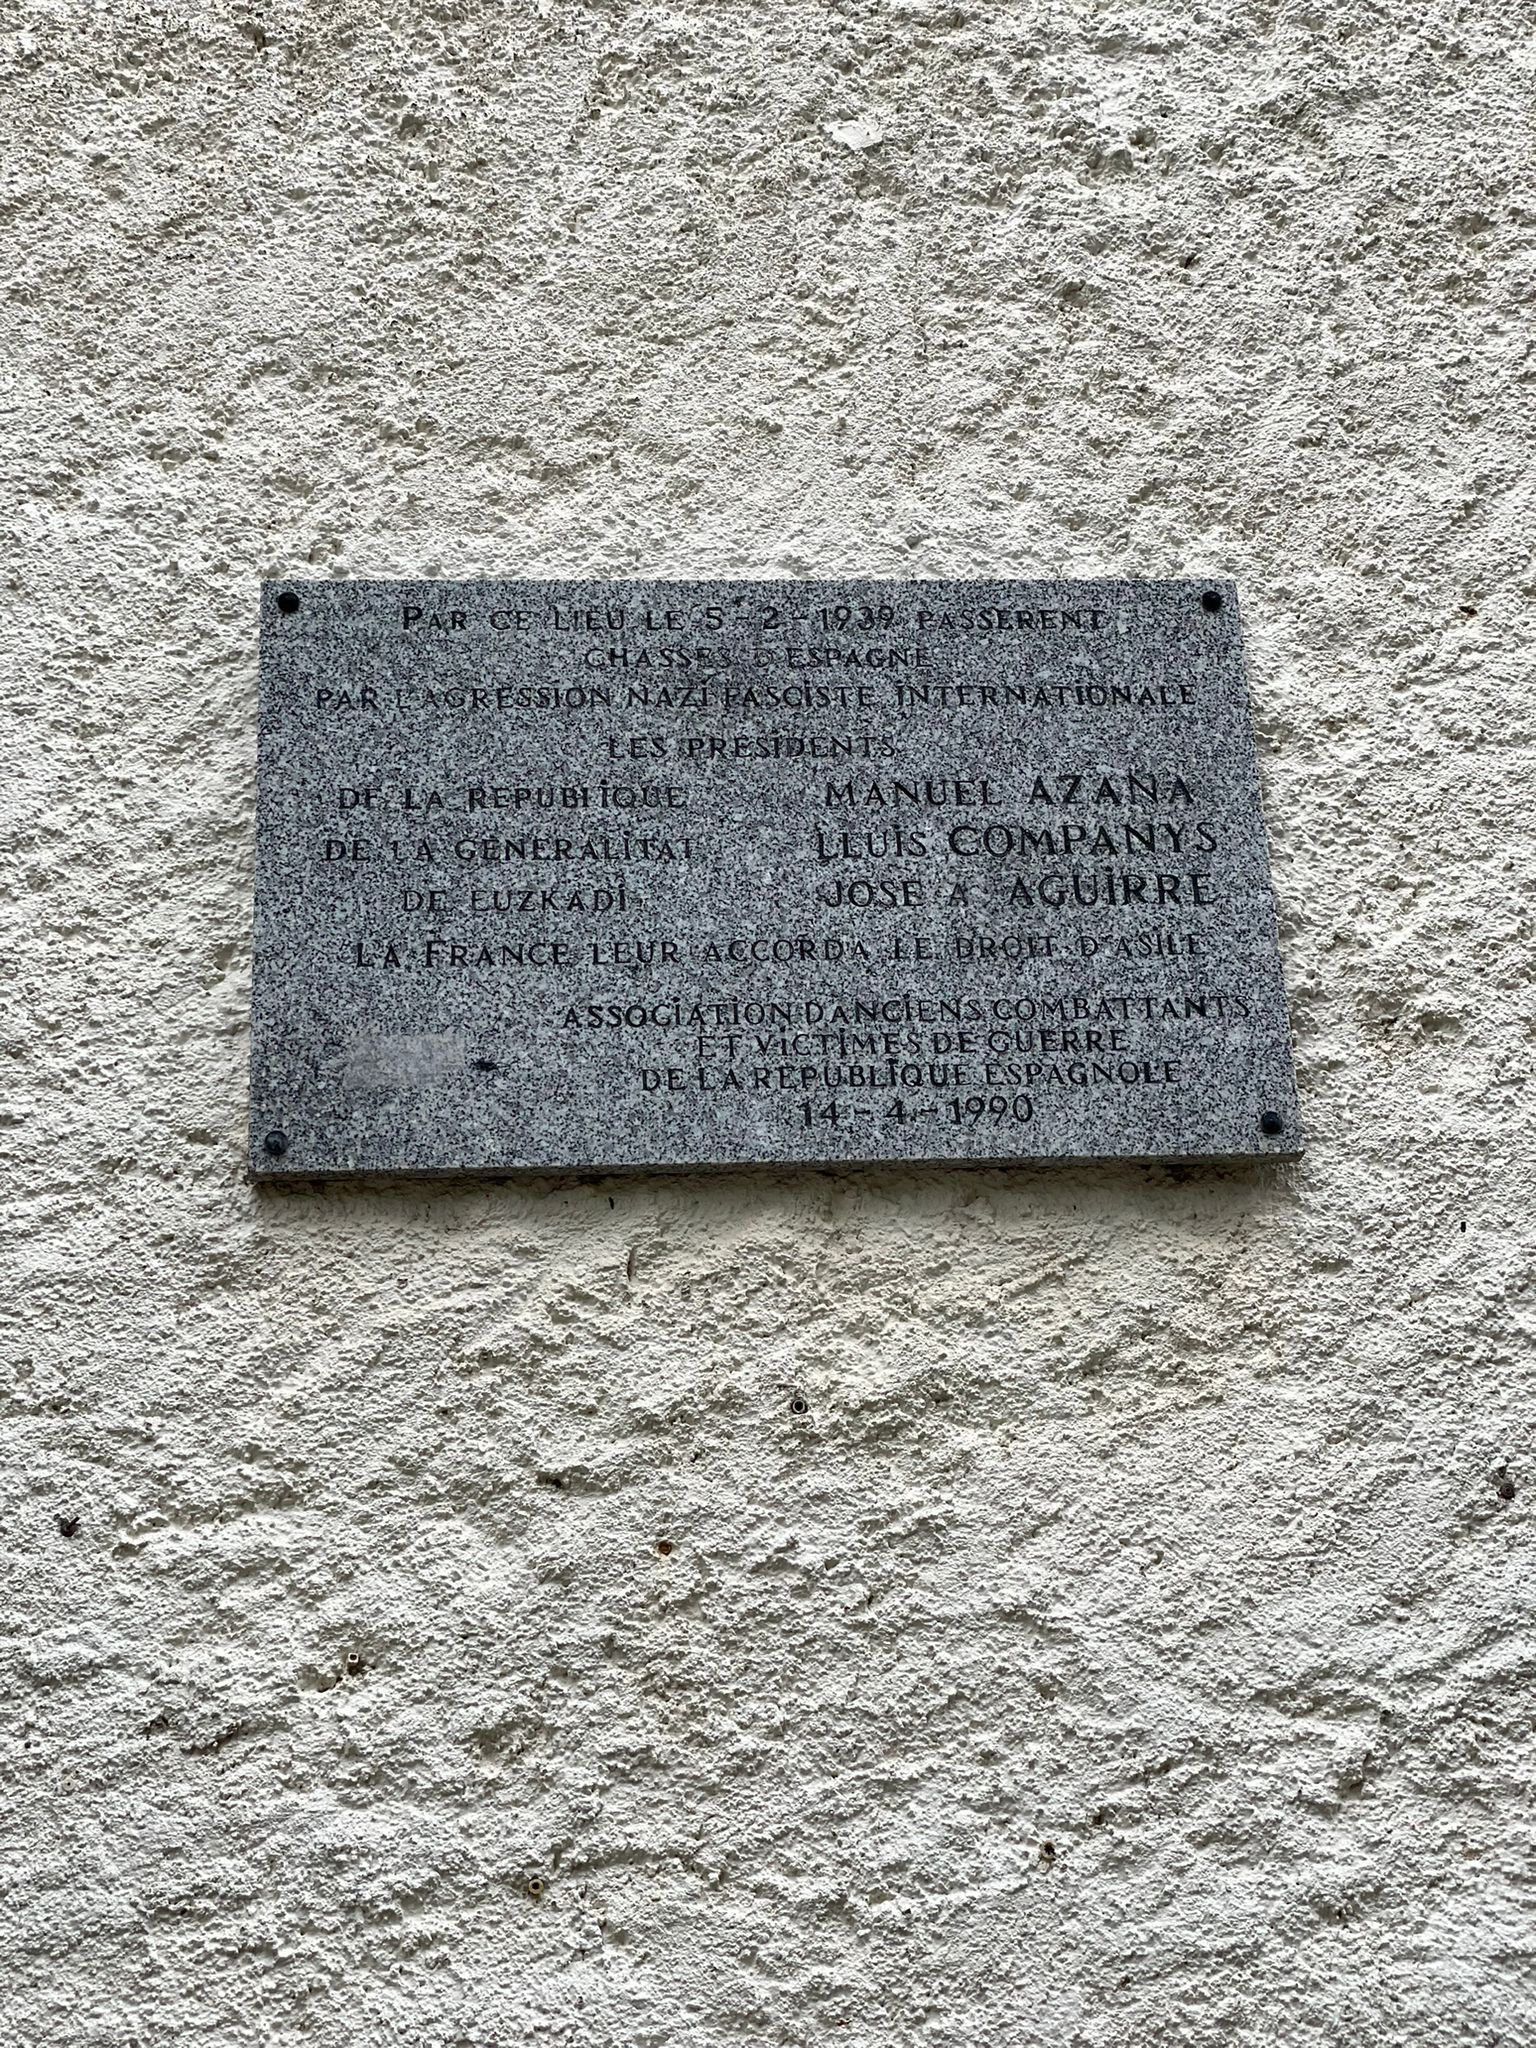 PAR CE LIEU LE 5-2-1939 PASSERENT
CHASSES D'ESPAGNE
PAR L'AGRESSION NAZI FASCISTE INTERNATIONALE
LES PRESIDENTS
DE LA REPUBLIQUE MANUEL AZANA
DE LA GENERALITAT LLUIS COMPANYS
DE EUZKADI JOSE A AGUIRRE
LA FRANCE LEUR ACCORDA LE DROIT D'ASILE
ASSOCIATION D'ANCIENS COMBATTANTS
ET VICTIMES DE GUERRE
DE LA REPUBLIQUE ESPAGNOLE
14-4-1990